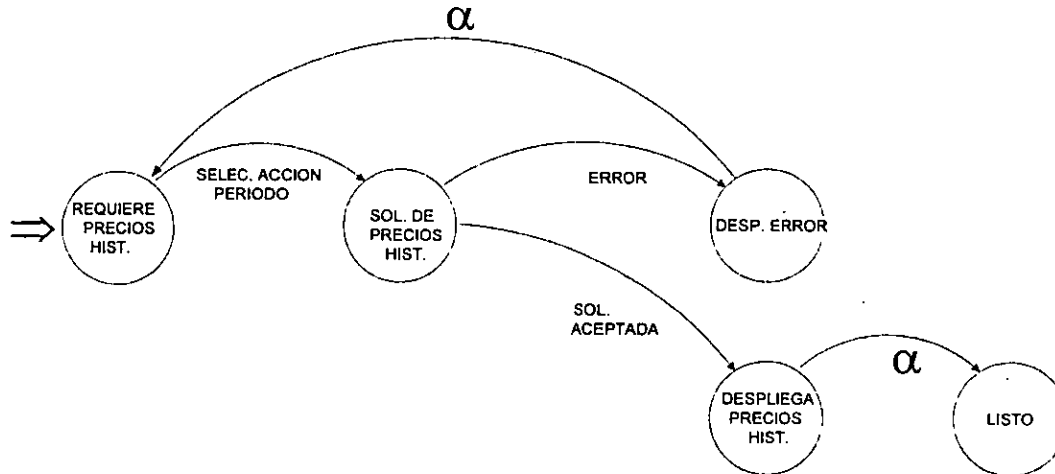 α
SELEC. ACCION
PERIODO
ERROR
REQUIERE
PRECIOS
HIST.
SOL. DE
PRECIOS
HIST.
DESP. ERROR
SOL.
ACEPTADA
α
DESPLIEGA
PRECIOS
HIST.
LISTO